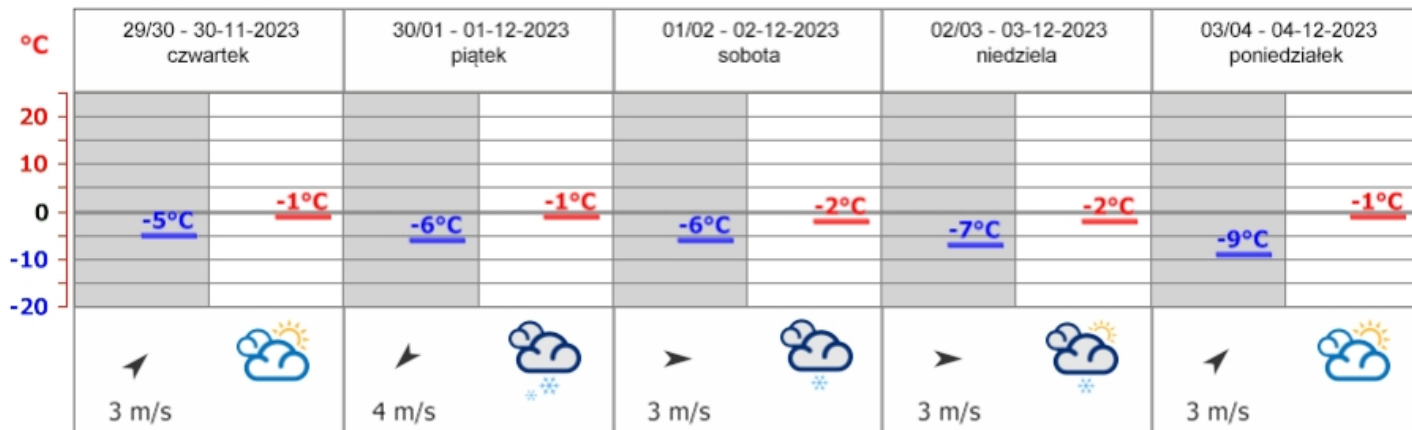 °C
29/30 - 30-11-2023
czwartek
30/01 - 01-12-2023
piątek
01/02 - 02-12-2023
sobota
02/03 - 03-12-2023
niedziela
03/04 - 04-12-2023
poniedziałek
20
10
0
-10
-20
-5°C
-1°C
-6°C
-1°C
-6°C
-2°C
-7°C
-2°C
-9°C
-1°C
3 m/s
4 m/s
3 m/s
3 m/s
3 m/s